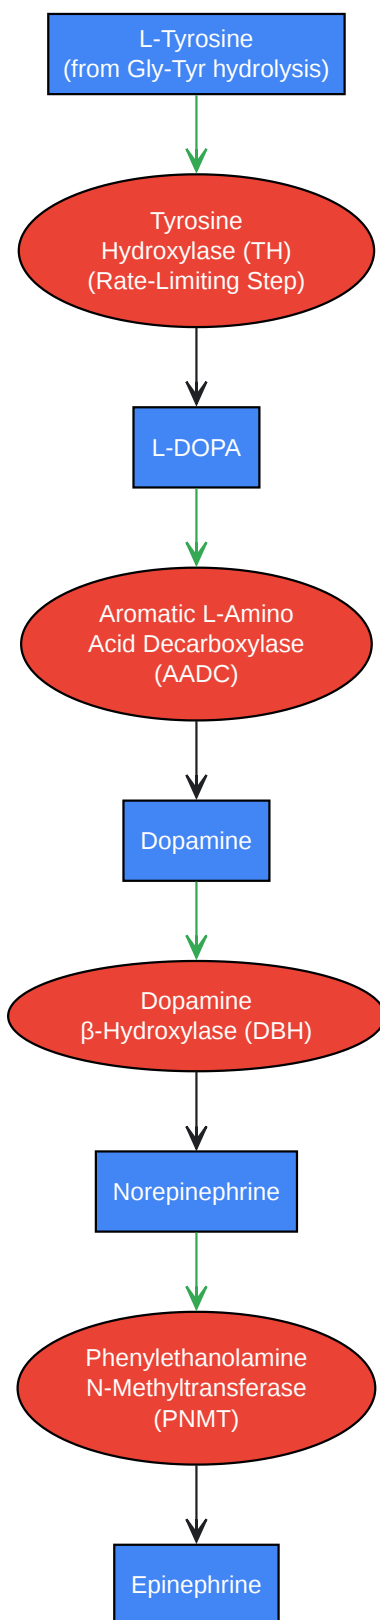 L-Tyrosine
(from Gly-Tyr hydrolysis)
Tyrosine
Hydroxylase (TH)
(Rate-Limiting Step)
L-DOPA
Aromatic L-Amino
Acid Decarboxylase
(AADC)
Dopamine
Dopamine
β-Hydroxylase (DBH)
Norepinephrine
Phenylethanolamine
N-Methyltransferase
(PNMT)
Epinephrine